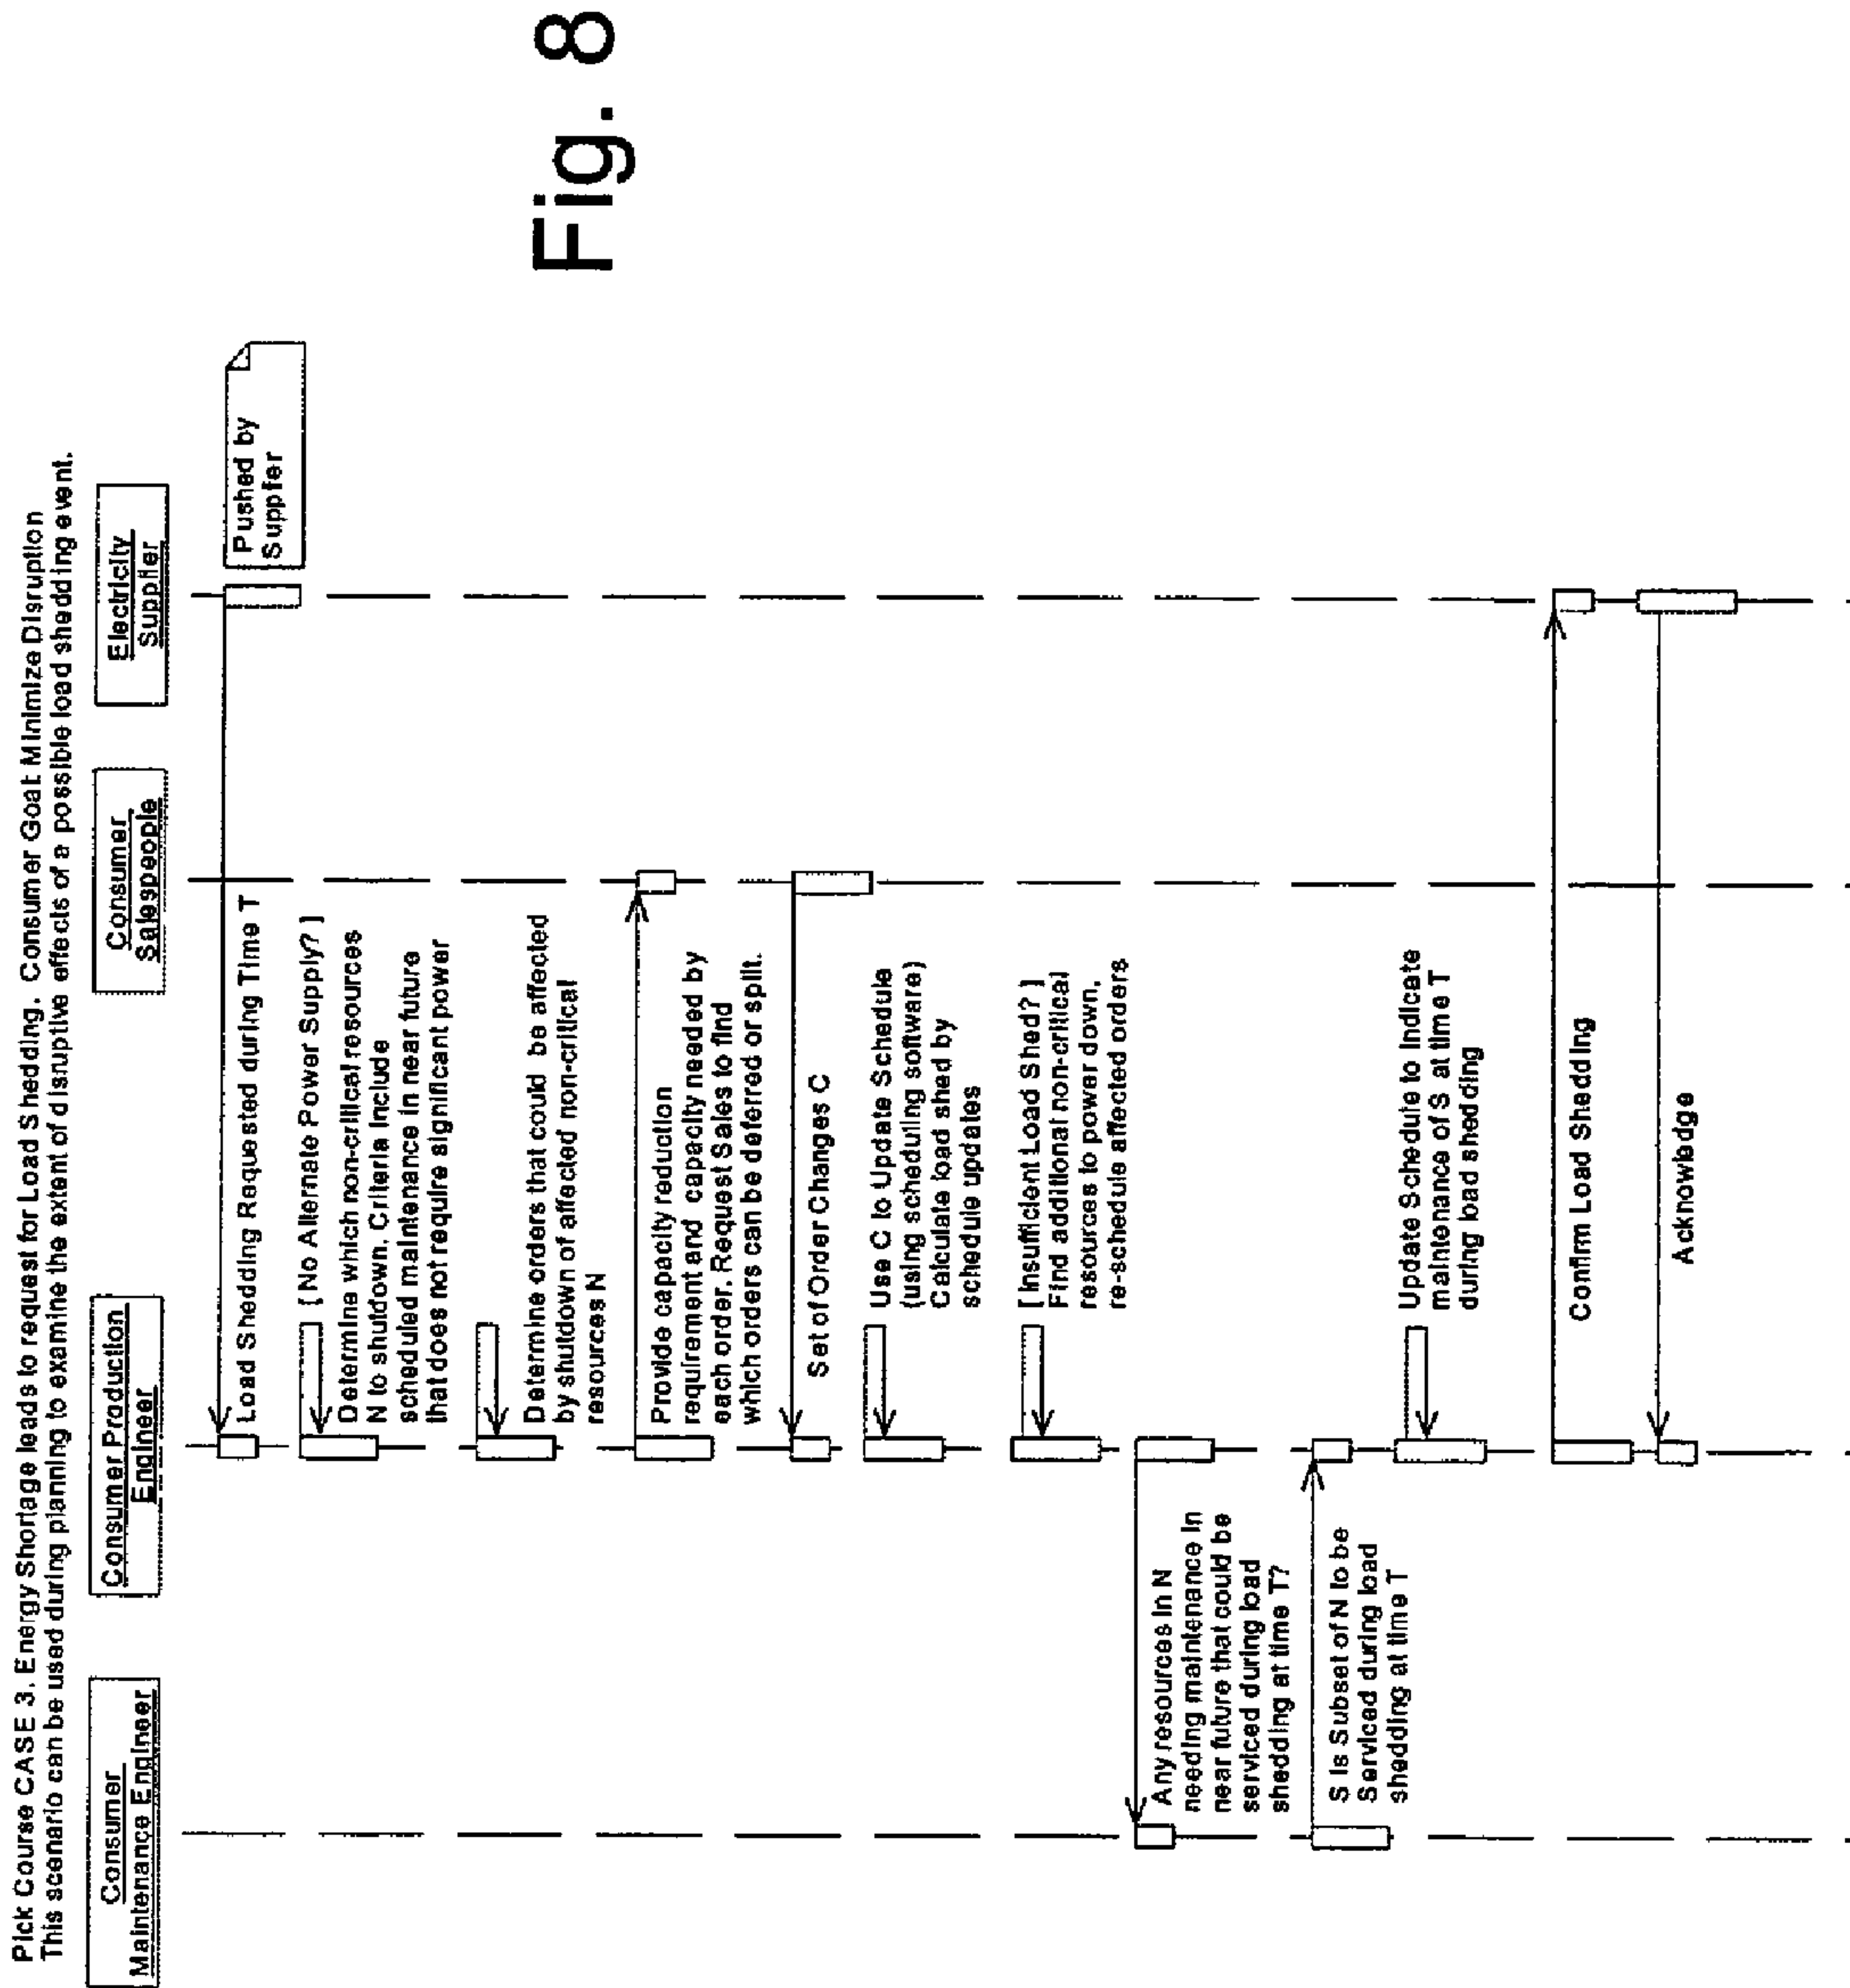 Pick Course CASE 3. Energy Shortage leads to request for Load Shedding. Consumer Goal: Minimize Disruption
This scenario can be used during planning to examine the extent of disruptive effects of a possible load shedding event.
Consumer
Maintenance Engineer
Consumer Production
Engineer
Consumer
Salespeople
Electricity
Supplier
Pushed by
Supplier
Load Shedding Requested during Time T
[No Alternate Power Supply?]
Determine which non-critical resources
N to shutdown. Criteria include
scheduled maintenance in near future
that does not require significant power
Determine orders that could be affected
by shutdown of affected non-critical
resources N
Provide capacity reduction
requirement and capacity needed by
each order. Request Sales to find
which orders can be deferred or split.
Set of Order Changes C
Use C to Update Schedule
(using scheduling software)
Calculate load shed by
schedule updates
[Insufficient Load Shed?]
Find additional non-critical
resources to power down,
re-schedule affected orders
Any resources in N
needing maintenance in
near future that could be
serviced during load
shedding at time T?
S is Subset of N to be
Serviced during load
shedding at time T
Update Schedule to Indicate
maintenance of S at time T
during load shedding
Confirm Load Shedding
Acknowledge
Fig. 8